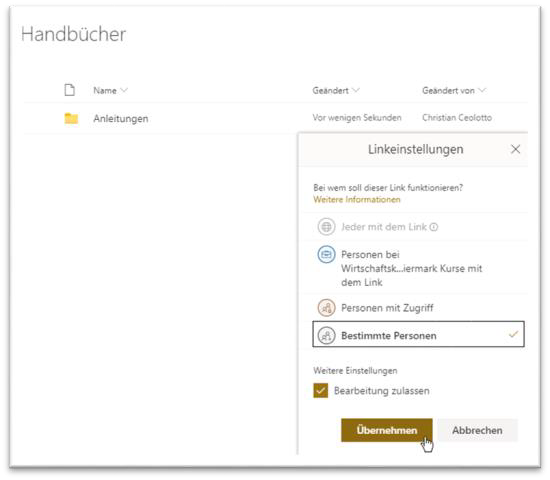 Handbücher
Name Geändert Geändert von
Anleitungen Vor wenigen Sekunden Christian Ceolotto
Linkeinstellungen
Bei wem soll dieser Link funktionieren?
Weitere Informationen
Jeder mit dem Link
Personen bei
Wirtschaftsk...iermark Kurse mit
dem Link
Personen mit Zugriff
Bestimmte Personen
Weitere Einstellungen
Bearbeitung zulassen
Übernehmen Abbrechen